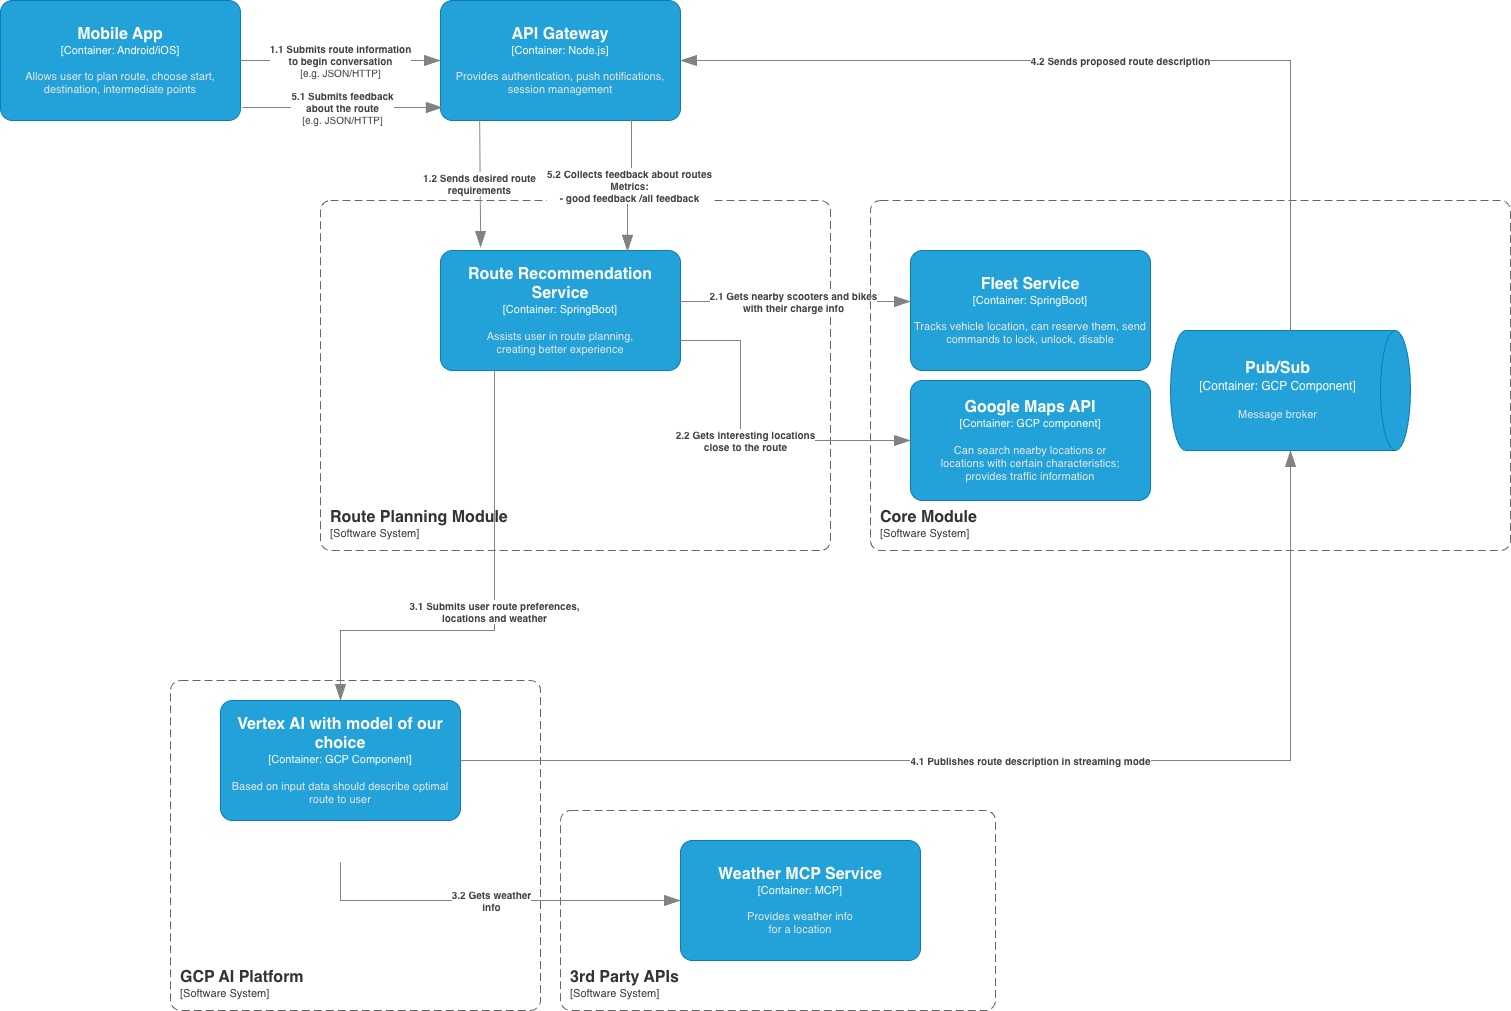 Mobile App
[Container: Android/iOS]
Allows user to plan route, choose start,
destination, intermediate points
1.1 Submits route information
to begin conversation
[e.g. JSON/HTTP]
5.1 Submits feedback
about the route
[e.g. JSON/HTTP]
API Gateway
[Container: Node.js]
Provides authentication, push notifications,
session management
4.2 Sends proposed route description
1.2 Sends desired route
requirements
5.2 Collects feedback about routes
Metrics:
- good feedback /all feedback
Route Recommendation
Service
[Container: SpringBoot]
Assists user in route planning,
creating better experience
2.1 Gets nearby scooters and bikes
with their charge info
2.2 Gets interesting locations
close to the route
Route Planning Module
[Software System]
Fleet Service
[Container: SpringBoot]
Tracks vehicle location, can reserve them, send
commands to lock, unlock, disable
Google Maps API
[Container: GCP component]
Can search nearby locations or
locations with certain characteristics;
provides traffic information
Pub/Sub
[Container: GCP Component]
Message broker
Core Module
[Software System]
3.1 Submits user route preferences,
locations and weather
Vertex AI with model of our
choice
[Container: GCP Component]
Based on input data should describe optimal
route to user
4.1 Publishes route description in streaming mode
3.2 Gets weather
info
GCP AI Platform
[Software System]
Weather MCP Service
[Container: MCP]
Provides weather info
for a location
3rd Party APIs
[Software System]